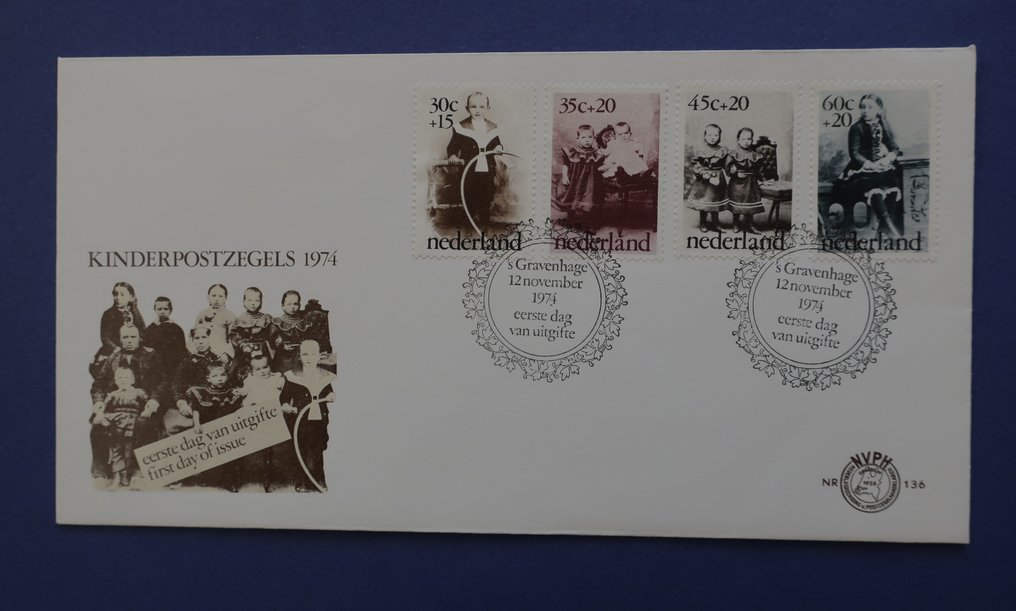 30c
+15
nederland
35c+20
nederland
45c+20
nederland
60c
+20
nederland
's Gravenhage
12 november
1974
eerste dag
van uitgifte
's Gravenhage
12 november
1974
eerste dag
van uitgifte
KINDERPOSTZEGELS 1974
eerste dag van uitgifte
first day of issue
NR
NVPH
1928
136